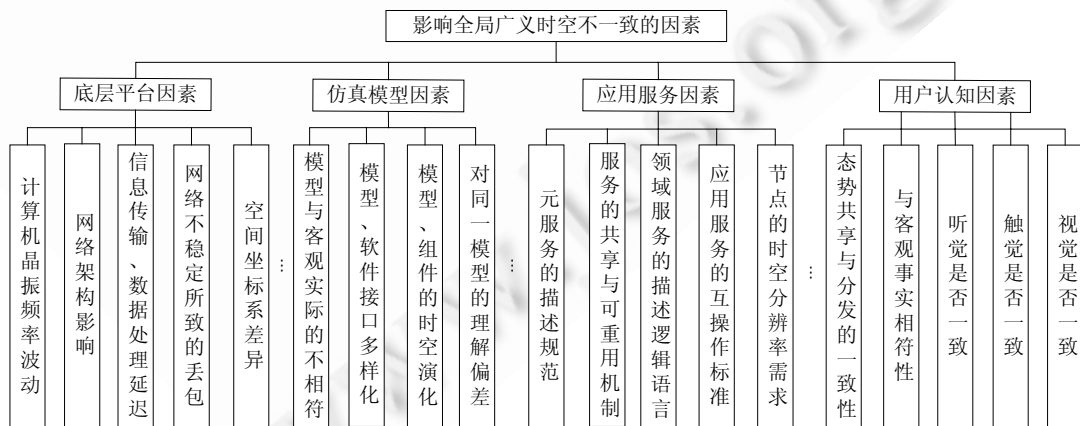 影响全局广义时空不一致的因素
底层平台因素
仿真模型因素
应用服务因素
用户认知因素
计算机晶振频率波动
网络架构影响
信息传输、数据处理延迟
网络不稳定所致的丢包
空间坐标系差异
…
模型与客观实际的不相符
模型、软件接口多样化
模型、组件的时空演化
对同一模型的理解偏差
…
元服务的描述规范
服务的共享与可重用机制
领域服务的描述逻辑语言
应用服务的互操作标准
节点的时空分辨率需求
…
态势共享与分发的一致性
与客观事实相符性
听觉是否一致
触觉是否一致
视觉是否一致